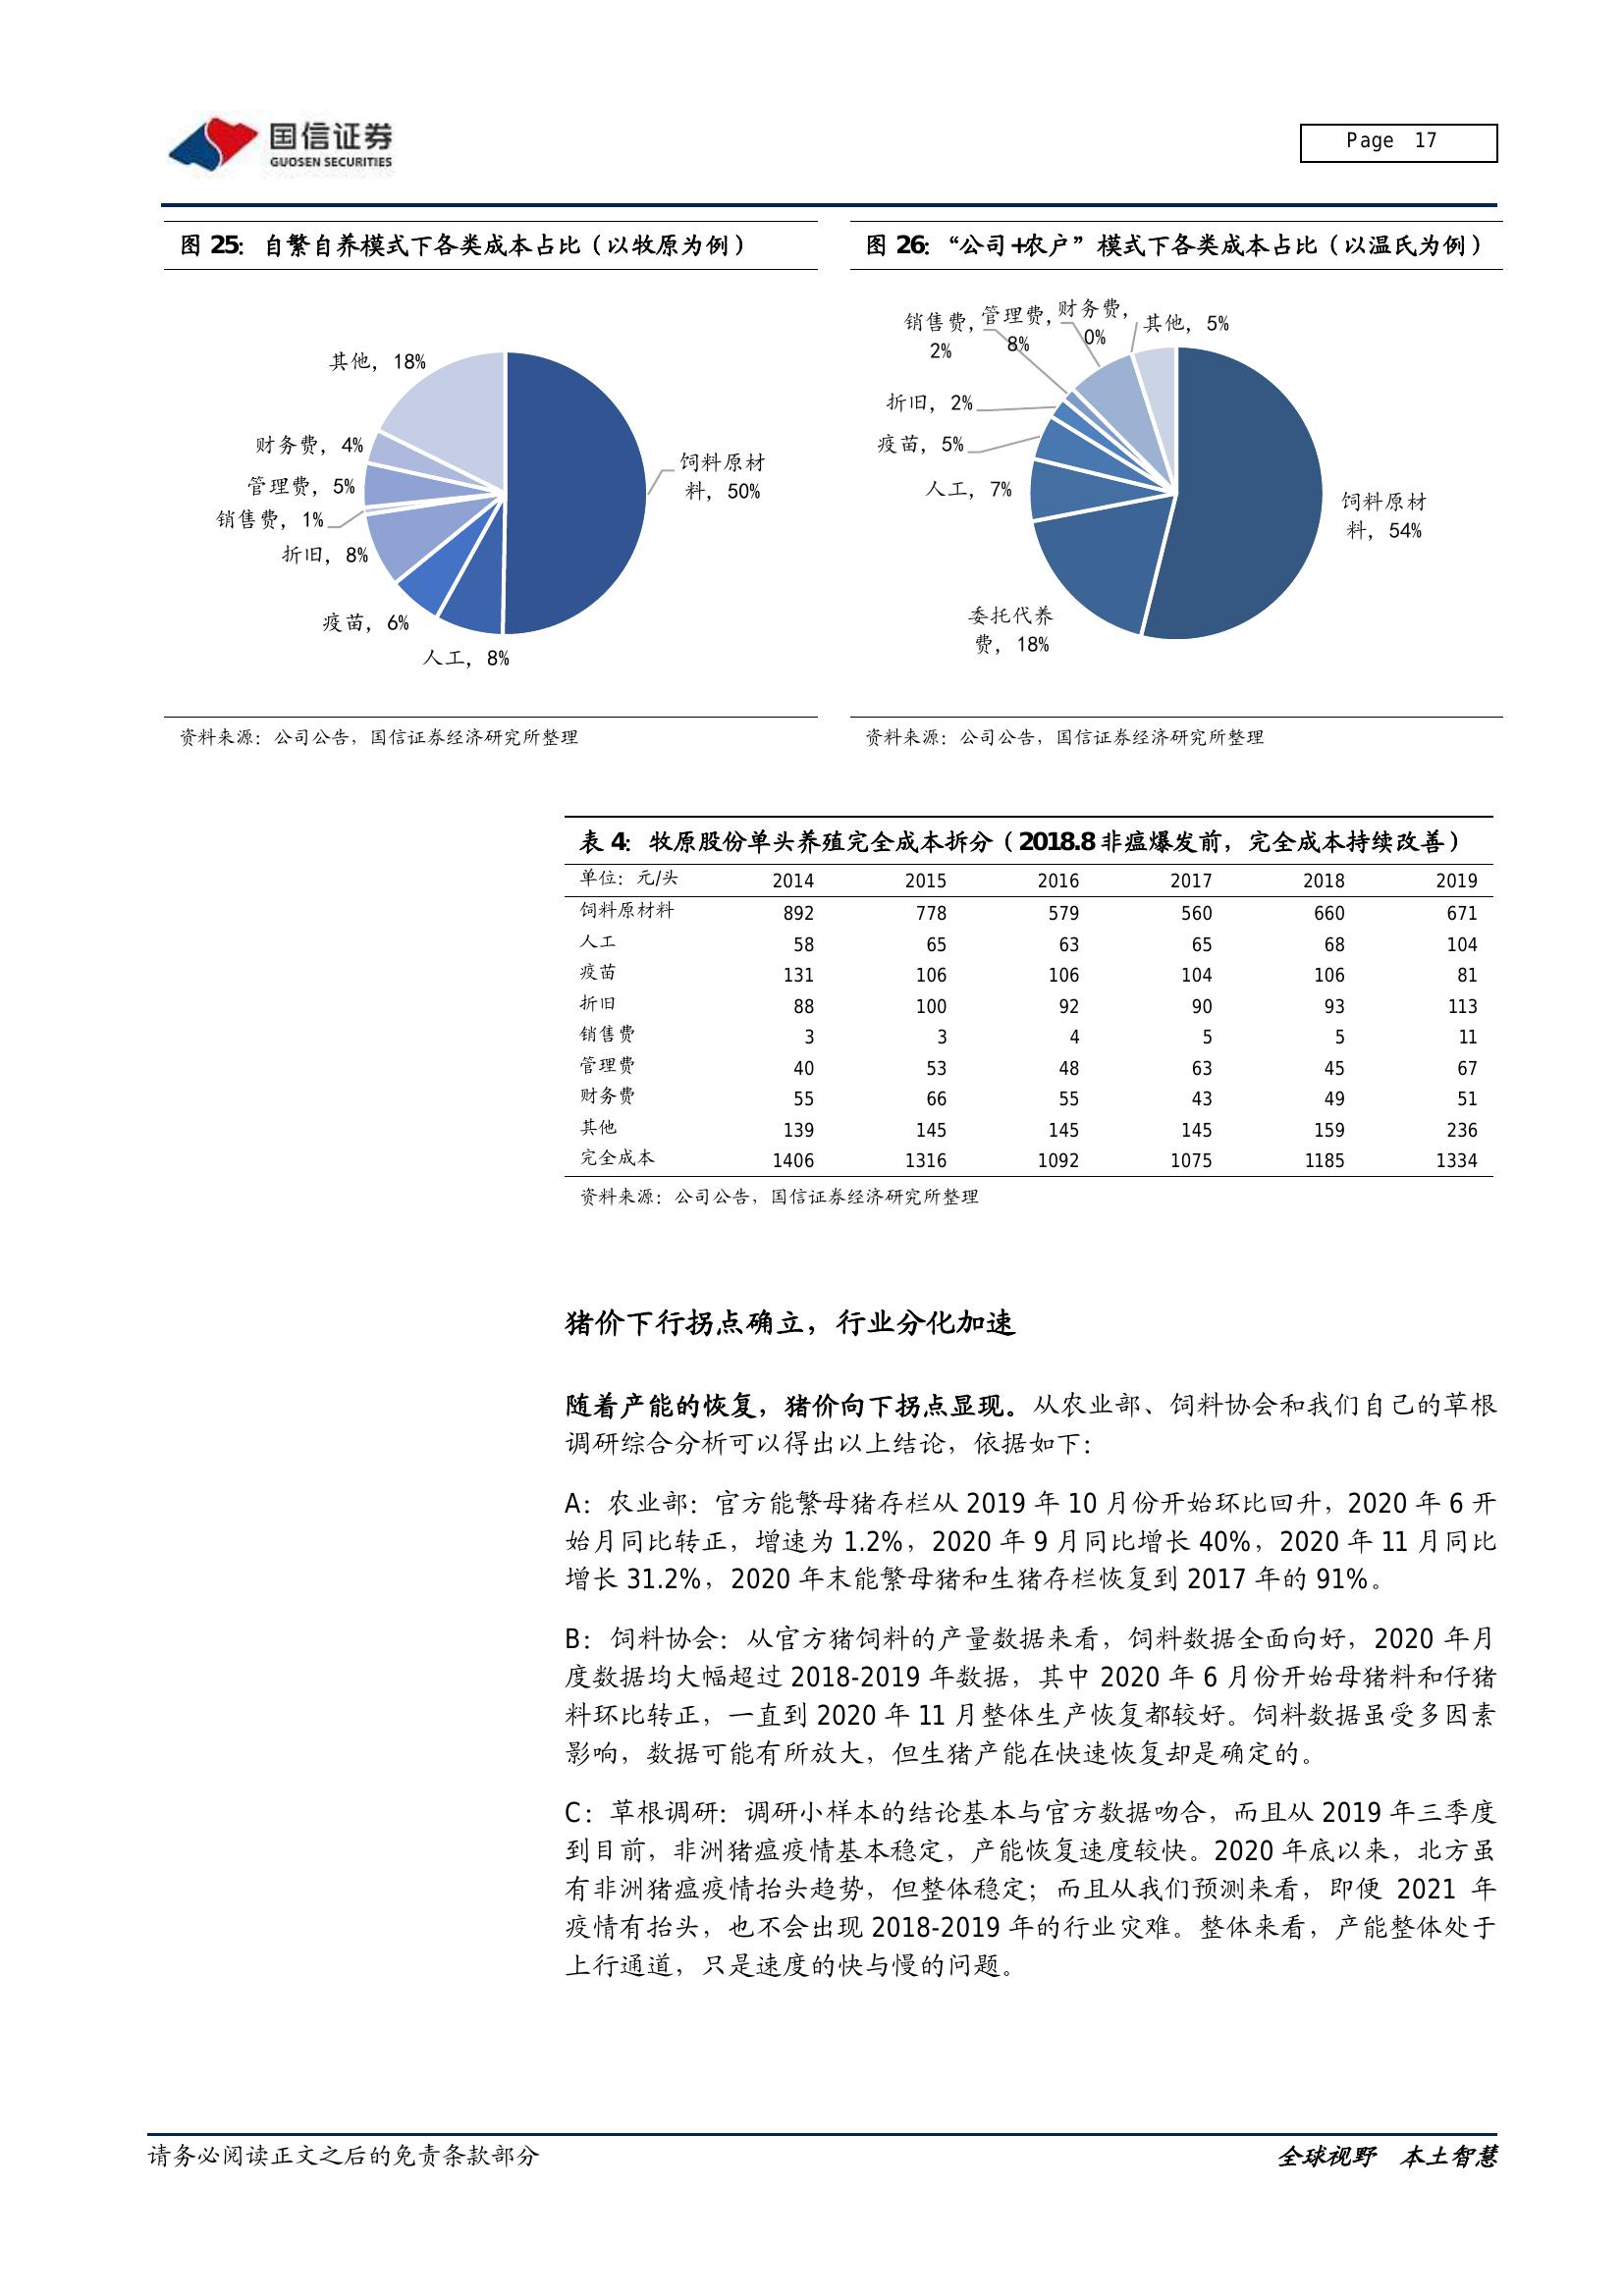 国信证券
GUOSEN SECURITIES
Page 17
图 25：自繁自养模式下各类成本占比（以牧原为例）
其他，18%
财务费，4%
管理费，5%
销售费，1%
折旧，8%
疫苗，6%
人工，8%
饲料原材
料，50%
资料来源：公司公告，国信证券经济研究所整理
图 26：“公司+农户”模式下各类成本占比（以温氏为例）
销售费，
2%
管理费，
8%
财务费，
0%
其他，5%
折旧，2%
疫苗，5%
人工，7%
委托代养
费，18%
饲料原材
料，54%
资料来源：公司公告，国信证券经济研究所整理
表 4：牧原股份单头养殖完全成本拆分（2018.8 非瘟爆发前，完全成本持续改善）
单位：元/头 2014 2015 2016 2017 2018 2019
饲料原材料 892 778 579 560 660 671
人工 58 65 63 65 68 104
疫苗 131 106 106 104 106 81
折旧 88 100 92 90 93 113
销售费 3 3 4 5 5 11
管理费 40 53 48 63 45 67
财务费 55 66 55 43 49 51
其他 139 145 145 145 159 236
完全成本 1406 1316 1092 1075 1185 1334
资料来源：公司公告，国信证券经济研究所整理
猪价下行拐点确立，行业分化加速
随着产能的恢复，猪价向下拐点显现。从农业部、饲料协会和我们自己的草根
调研综合分析可以得出以上结论，依据如下：
A：农业部：官方能繁母猪存栏从 2019 年 10 月份开始环比回升，2020 年 6 开
始月同比转正，增速为 1.2%，2020 年 9 月同比增长 40%，2020 年 11 月同比
增长 31.2%，2020 年末能繁母猪和生猪存栏恢复到 2017 年的 91%。
B：饲料协会：从官方猪饲料的产量数据来看，饲料数据全面向好，2020 年月
度数据均大幅超过 2018-2019 年数据，其中 2020 年 6 月份开始母猪料和仔猪
料环比转正，一直到 2020 年 11 月整体生产恢复都较好。饲料数据虽受多因素
影响，数据可能有所放大，但生猪产能在快速恢复却是确定的。
C：草根调研：调研小样本的结论基本与官方数据吻合，而且从 2019 年三季度
到目前，非洲猪瘟疫情基本稳定，产能恢复速度较快。2020 年底以来，北方虽
有非洲猪瘟疫情抬头趋势，但整体稳定；而且从我们预测来看，即便 2021 年
疫情有抬头，也不会出现 2018-2019 年的行业灾难。整体来看，产能整体处于
上行通道，只是速度的快与慢的问题。
请务必阅读正文之后的免责条款部分
全球视野 本土智慧